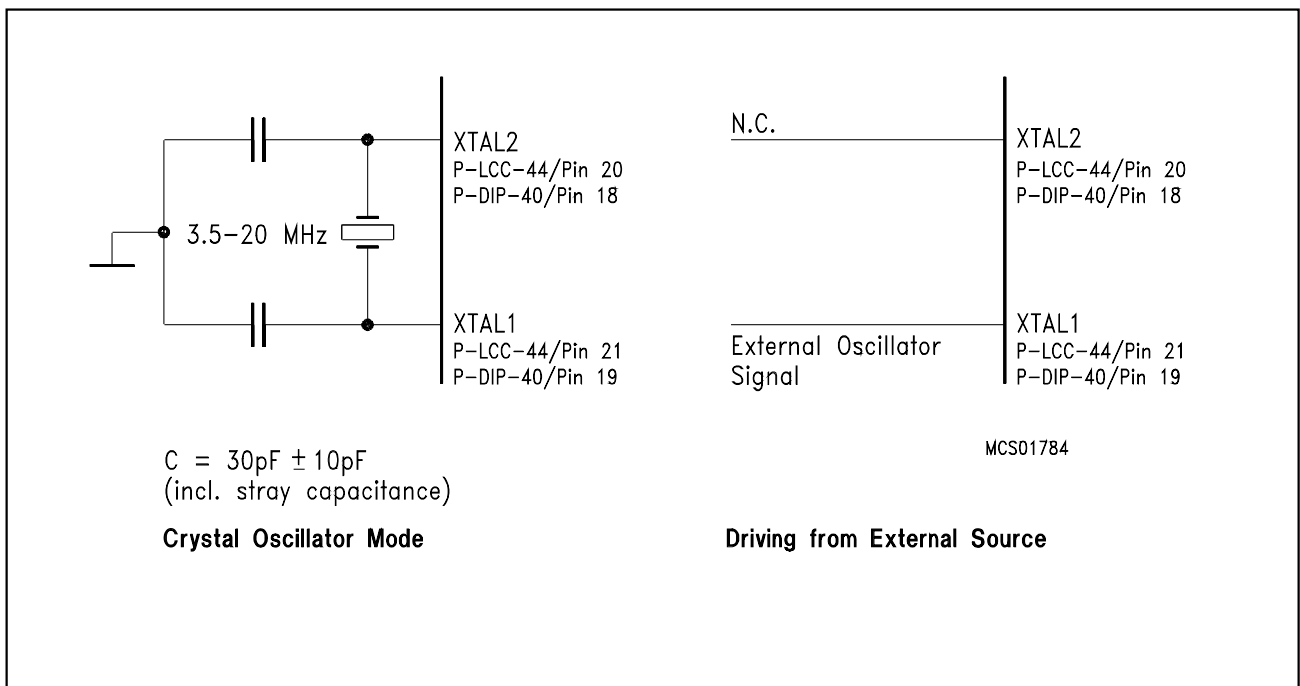 XTAL2
P-LCC-44/Pin 20
P-DIP-40/Pin 18
3.5-20 MHz
XTAL1
P-LCC-44/Pin 21
P-DIP-40/Pin 19
C = 30pF ± 10pF
(incl. stray capacitance)
Crystal Oscillator Mode
N.C.
XTAL2
P-LCC-44/Pin 20
P-DIP-40/Pin 18
External Oscillator
Signal
XTAL1
P-LCC-44/Pin 21
P-DIP-40/Pin 19
MCS01784
Driving from External Source